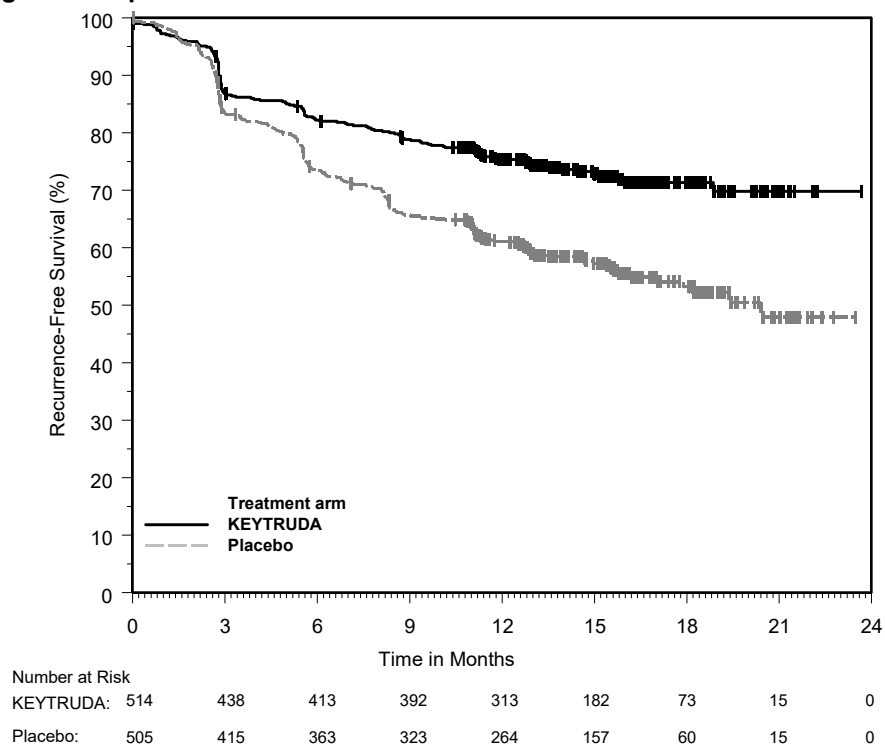 100
90
80
70
60
50
40
30
20
10
0
Recurrence-Free Survival (%)
Treatment arm
KEYTRUDA
Placebo
0 3 6 9 12 15 18 21 24
Time in Months
Number at Risk
KEYTRUDA: 514 438 413 392 313 182 73 15 0
Placebo: 505 415 363 323 264 157 60 15 0